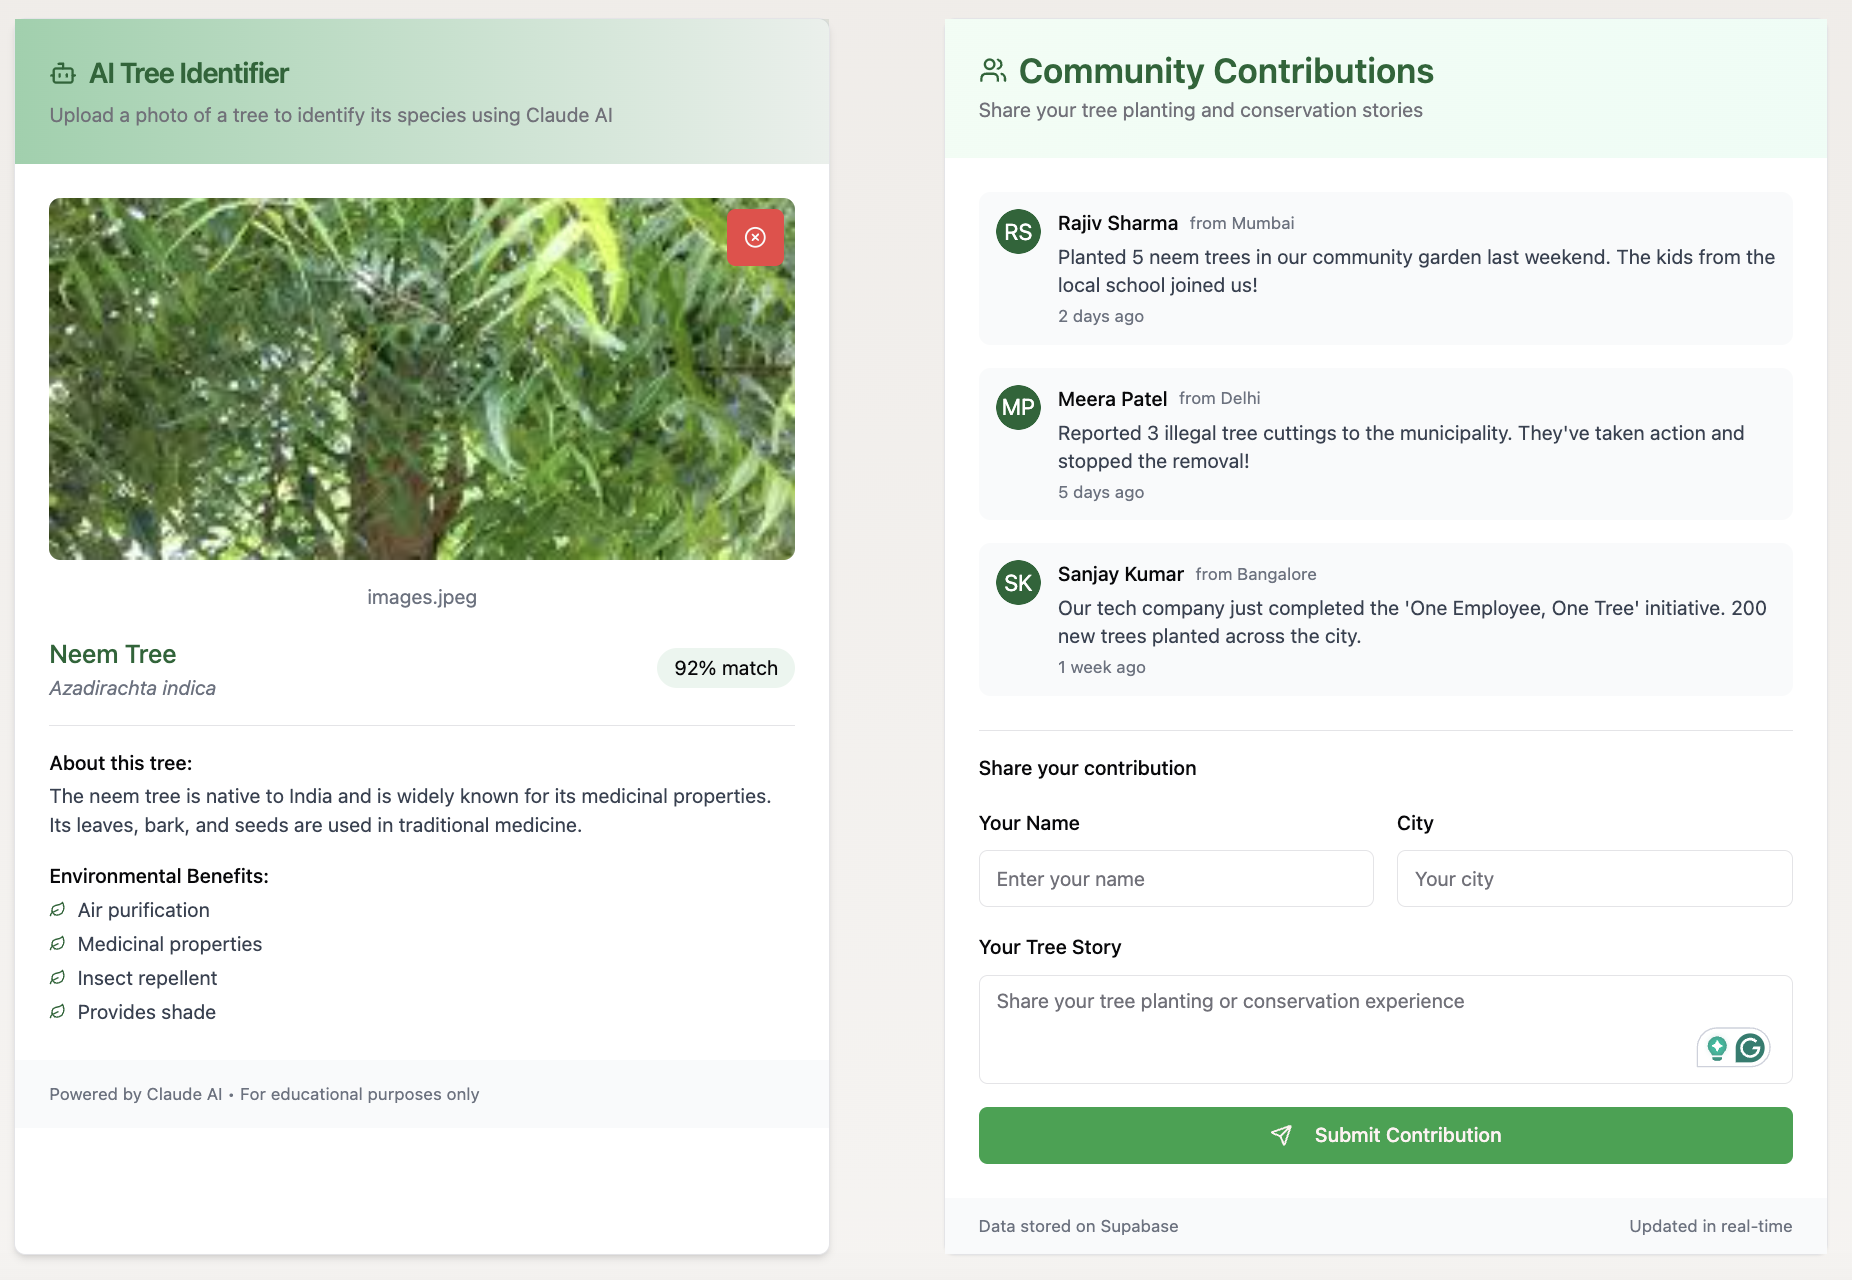 AI Tree Identifier
Upload a photo of a tree to identify its species using Claude AI
images.jpeg
Neem Tree
Azadirachta indica
92% match
About this tree:
The neem tree is native to India and is widely known for its medicinal properties.
Its leaves, bark, and seeds are used in traditional medicine.
Environmental Benefits:
Air purification
Medicinal properties
Insect repellent
Provides shade
Powered by Claude AI • For educational purposes only
Community Contributions
Share your tree planting and conservation stories
RS
Rajiv Sharma from Mumbai
Planted 5 neem trees in our community garden last weekend. The kids from the
local school joined us!
2 days ago
MP
Meera Patel from Delhi
Reported 3 illegal tree cuttings to the municipality. They've taken action and
stopped the removal!
5 days ago
SK
Sanjay Kumar from Bangalore
Our tech company just completed the 'One Employee, One Tree' initiative. 200
new trees planted across the city.
1 week ago
Share your contribution
Your Name
Enter your name
City
Your city
Your Tree Story
Share your tree planting or conservation experience
Submit Contribution
Data stored on Supabase
Updated in real-time